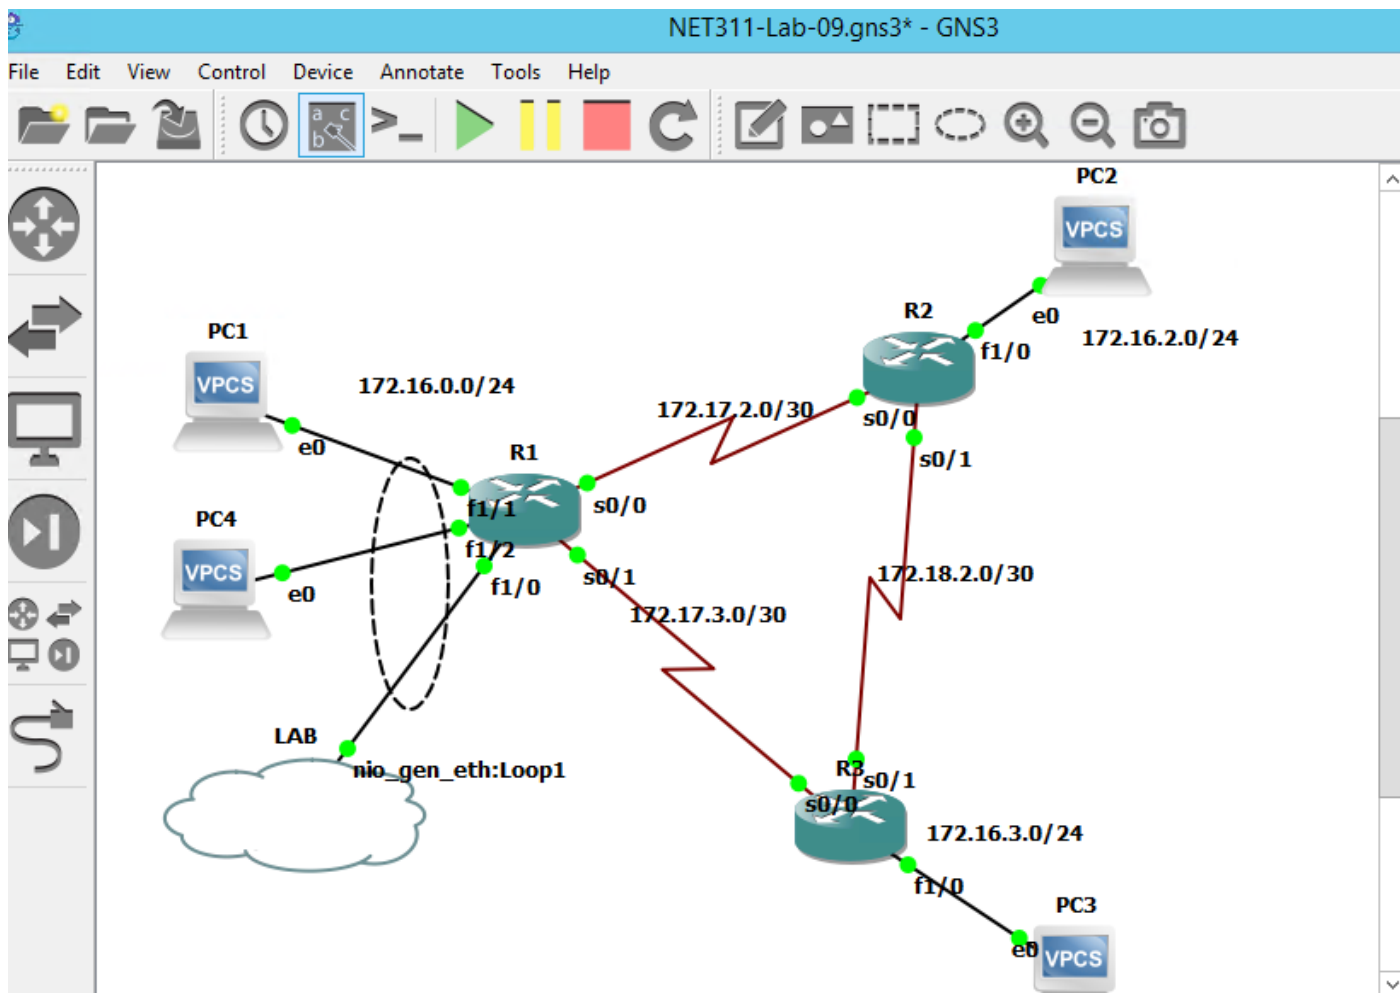 NET311-Lab-09.gns3* - GNS3
File Edit View Control Device Annotate Tools Help
a c
b
>_
PC2
VPCS
R2
e0
172.16.2.0/24
f1/0
PC1
VPCS
172.16.0.0/24
172.17.2.0/30
s0/0
e0
R1
s0/1
f1/1
s0/0
PC4
f1/2
VPCS
e0
f1/0
s0/1
172.18.2.0/30
172.17.3.0/30
LAB
nio_gen_eth:Loop1
R3
s0/1
s0/0
172.16.3.0/24
f1/0
PC3
e0
VPCS